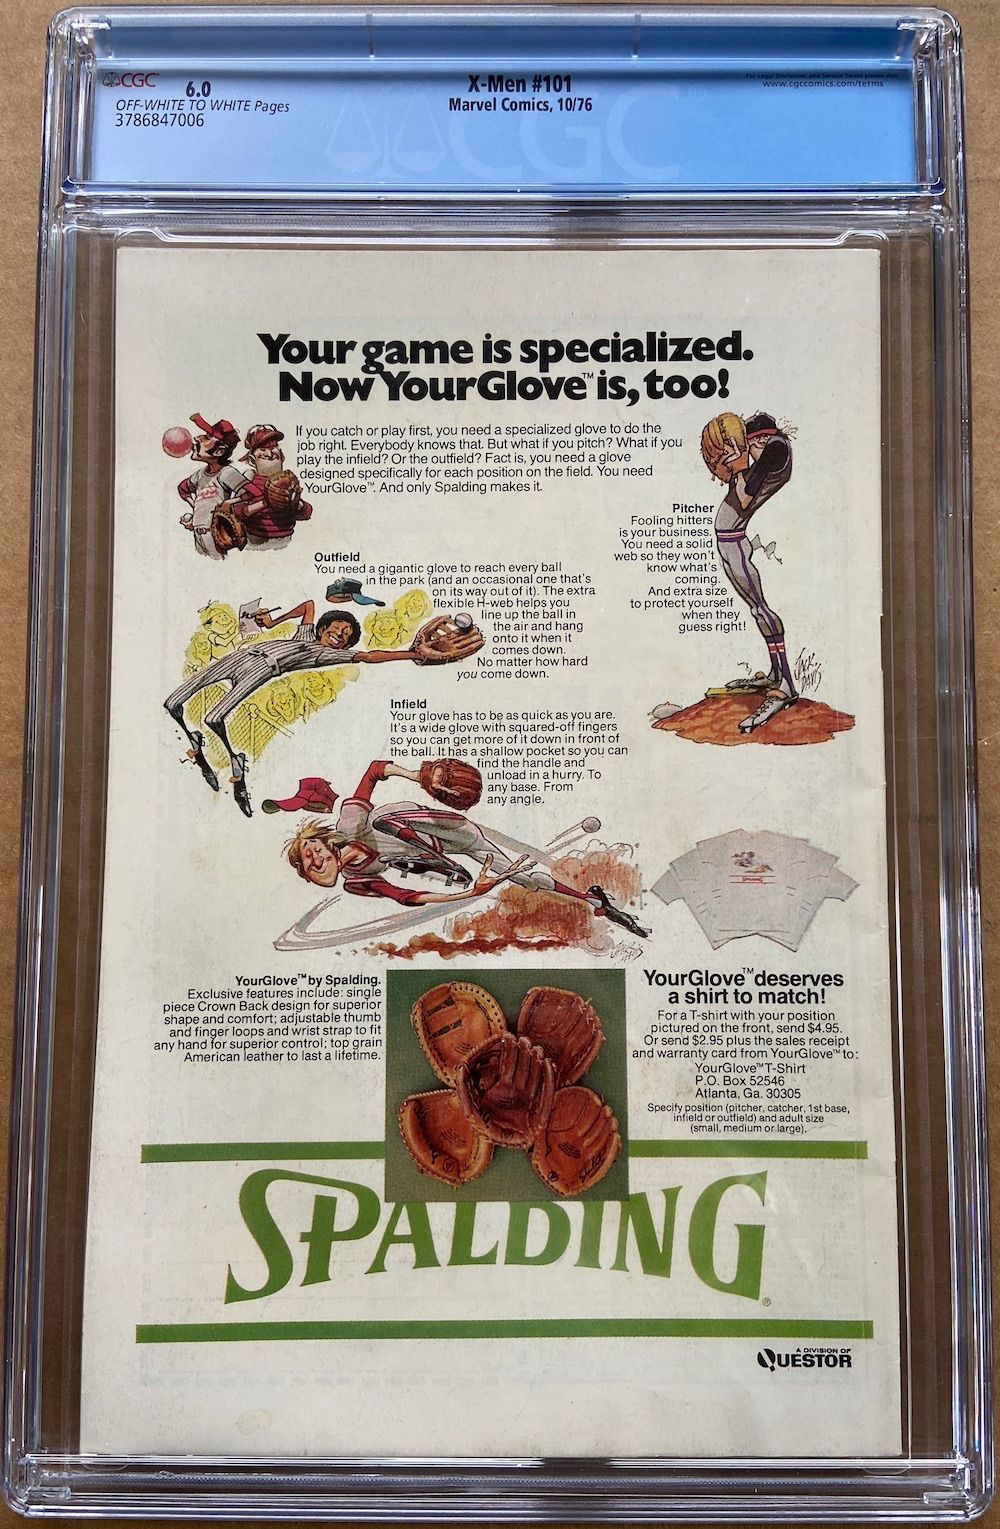 CGC
6.0
OFF-WHITE TO WHITE Pages
3786847006
X-Men #101
Marvel Comics, 10/76
For Legal Disclaimer and Service Terms please visit
www.cgccomics.com/terms
CGC
Your game is specialized.
Now YourGlove™ is, too!
If you catch or play first, you need a specialized glove to do the
job right. Everybody knows that. But what if you pitch? What if you
play the infield? Or the outfield? Fact is, you need a glove
designed specifically for each position on the field. You need
YourGlove™. And only Spalding makes it.
Pitcher
Fooling hitters
is your business.
You need a solid
web so they won't
know what's
coming.
And extra size
to protect yourself
when they
guess right!
JACK DAVIS
Outfield
You need a gigantic glove to reach every ball
in the park (and an occasional one that's
on its way out of it). The extra
flexible H-web helps you
line up the ball in
the air and hang
onto it when it
comes down.
No matter how hard
you come down.
Infield
Your glove has to be as quick as you are.
It's a wide glove with squared-off fingers
so you can get more of it down in front of
the ball. It has a shallow pocket so you can
find the handle and
unload in a hurry. To
any base. From
any angle.
Spalding
YourGlove™ by Spalding.
Exclusive features include: single
piece Crown Back design for superior
shape and comfort; adjustable thumb
and finger loops and wrist strap to fit
any hand for superior control; top grain
American leather to last a lifetime.
YourGlove™ deserves
a shirt to match!
For a T-shirt with your position
pictured on the front, send $4.95.
Or send $2.95 plus the sales receipt
and warranty card from YourGlove™ to:
YourGlove™ T-Shirt
P.O. Box 52546
Atlanta, Ga. 30305
Specify position (pitcher, catcher, 1st base,
infield or outfield) and adult size
(small, medium or large).
SPALDING®
A DIVISION OF
QUESTOR